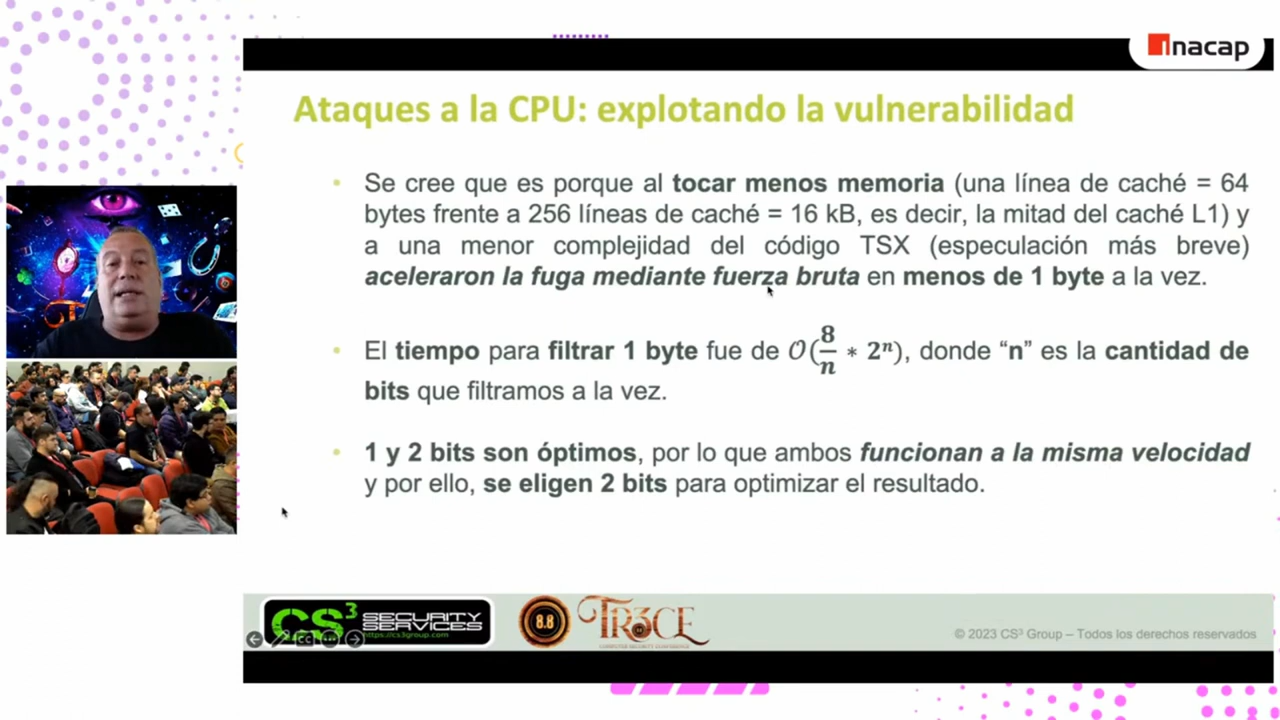 inacap
Ataques a la CPU: explotando la vulnerabilidad
• Se cree que es porque al tocar menos memoria (una línea de caché = 64
bytes frente a 256 líneas de caché = 16 kB, es decir, la mitad del caché L1) y
a una menor complejidad del código TSX (especulación más breve)
aceleraron la fuga mediante fuerza bruta en menos de 1 byte a la vez.
• El tiempo para filtrar 1 byte fue de 𝒪(8/n ∗ 2ⁿ), donde “n” es la cantidad de
bits que filtramos a la vez.
• 1 y 2 bits son óptimos, por lo que ambos funcionan a la misma velocidad
y por ello, se eligen 2 bits para optimizar el resultado.
CS³ SECURITY
SERVICES
https://cs3group.com
8.8
TR3CE
COMPUTER SECURITY CONFERENCE
© 2023 CS³ Group – Todos los derechos reservados